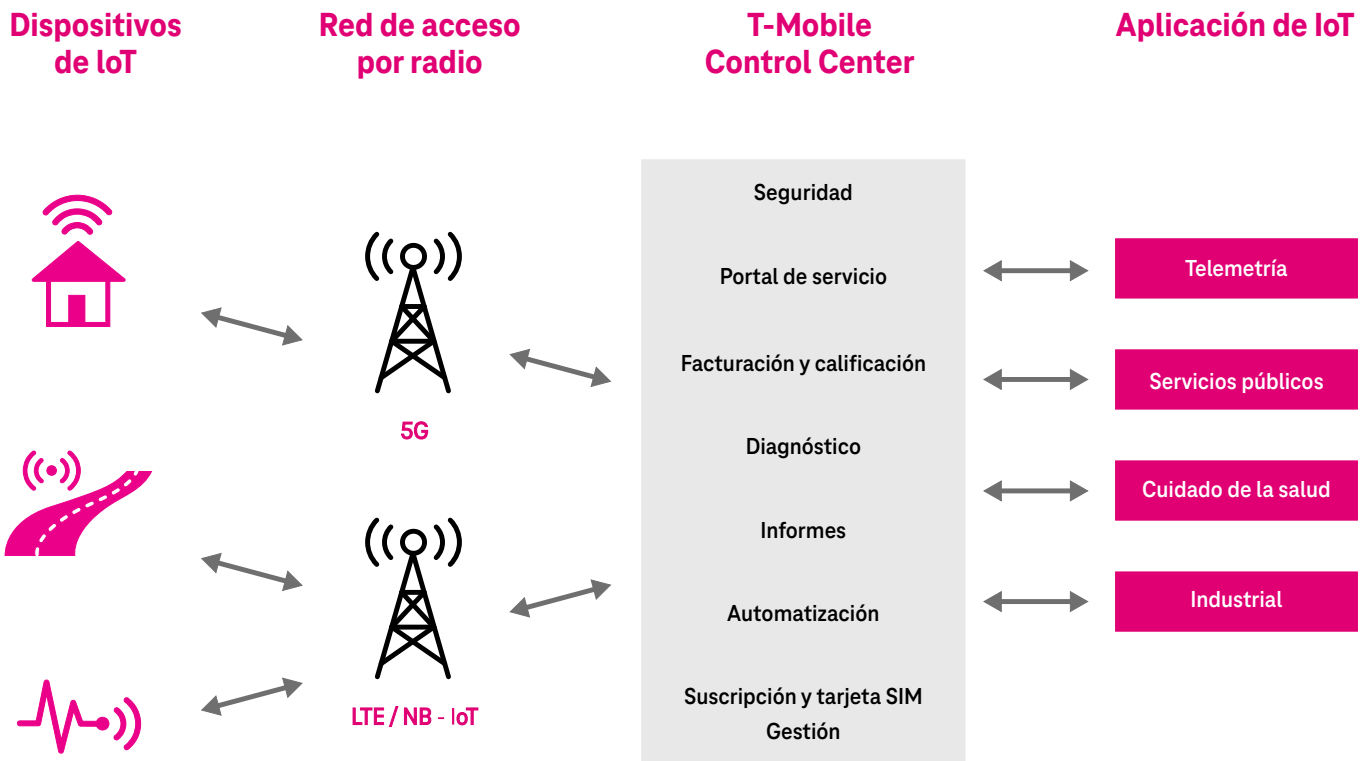 Dispositivos
de IoT
Red de acceso
por radio
T-Mobile
Control Center
Aplicación de IoT
5G
LTE / NB - IoT
Seguridad
Portal de servicio
Facturación y calificación
Diagnóstico
Informes
Automatización
Suscripción y tarjeta SIM
Gestión
Telemetría
Servicios públicos
Cuidado de la salud
Industrial